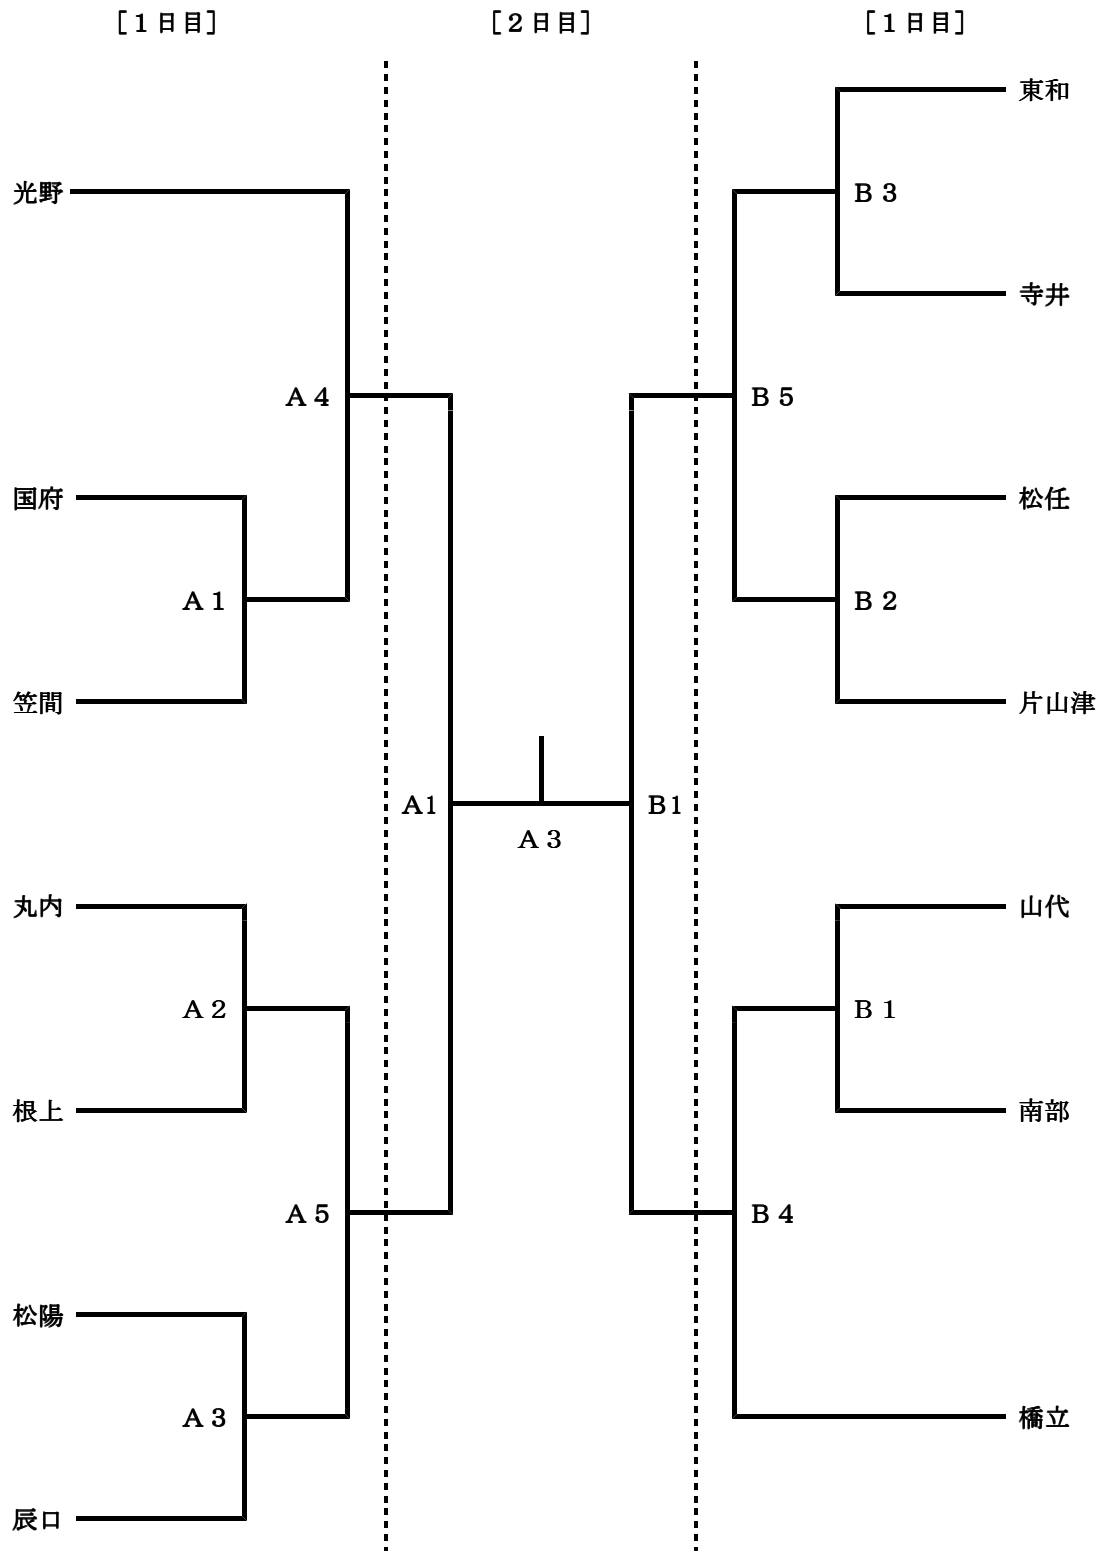 ［１日目］ ［２日目］ ［１日目］
東和
光野 Ｂ３
寺井
Ａ４ Ｂ５
国府 松任
Ａ１ Ｂ２
笠間 片山津
A1 B1
Ａ３
丸内 山代
Ａ２ Ｂ１
根上 南部
Ａ５ Ｂ４
松陽
Ａ３ 橋立
辰口